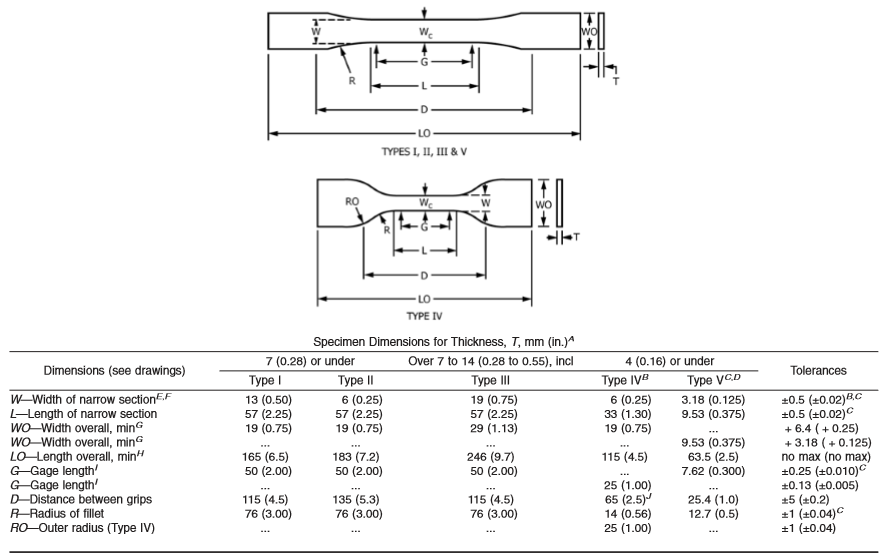 W
W_C
WO
G
T
R
L
D
LO
TYPES I, II, III & V
RO
W_C
W
WO
R
G
T
L
D
LO
TYPE IV
Specimen Dimensions for Thickness, T, mm (in.)^A
Dimensions (see drawings) 7 (0.28) or under Over 7 to 14 (0.28 to 0.55), incl 4 (0.16) or under Tolerances
Type I Type II Type III Type IV^B Type V^C,D
W—Width of narrow section^E,F 13 (0.50) 6 (0.25) 19 (0.75) 6 (0.25) 3.18 (0.125) ±0.5 (±0.02)^B,C
L—Length of narrow section 57 (2.25) 57 (2.25) 57 (2.25) 33 (1.30) 9.53 (0.375) ±0.5 (±0.02)^C
WO—Width overall, min^G 19 (0.75) 19 (0.75) 29 (1.13) 19 (0.75) ... + 6.4 ( + 0.25)
WO—Width overall, min^G ... ... ... ... 9.53 (0.375) + 3.18 ( + 0.125)
LO—Length overall, min^H 165 (6.5) 183 (7.2) 246 (9.7) 115 (4.5) 63.5 (2.5) no max (no max)
G—Gage length^I 50 (2.00) 50 (2.00) 50 (2.00) ... 7.62 (0.300) ±0.25 (±0.010)^C
G—Gage length^I ... ... ... 25 (1.00) ... ±0.13 (±0.005)
D—Distance between grips 115 (4.5) 135 (5.3) 115 (4.5) 65 (2.5)^J 25.4 (1.0) ±5 (±0.2)
R—Radius of fillet 76 (3.00) 76 (3.00) 76 (3.00) 14 (0.56) 12.7 (0.5) ±1 (±0.04)^C
RO—Outer radius (Type IV) ... ... ... 25 (1.00) ... ±1 (±0.04)